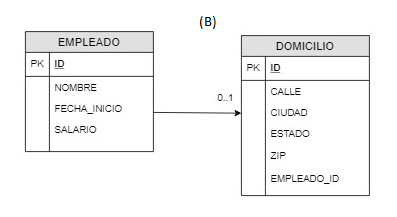 (B)
EMPLEADO
PK ID
NOMBRE
FECHA_INICIO
SALARIO
0..1
DOMICILIO
PK ID
CALLE
CIUDAD
ESTADO
ZIP
EMPLEADO_ID